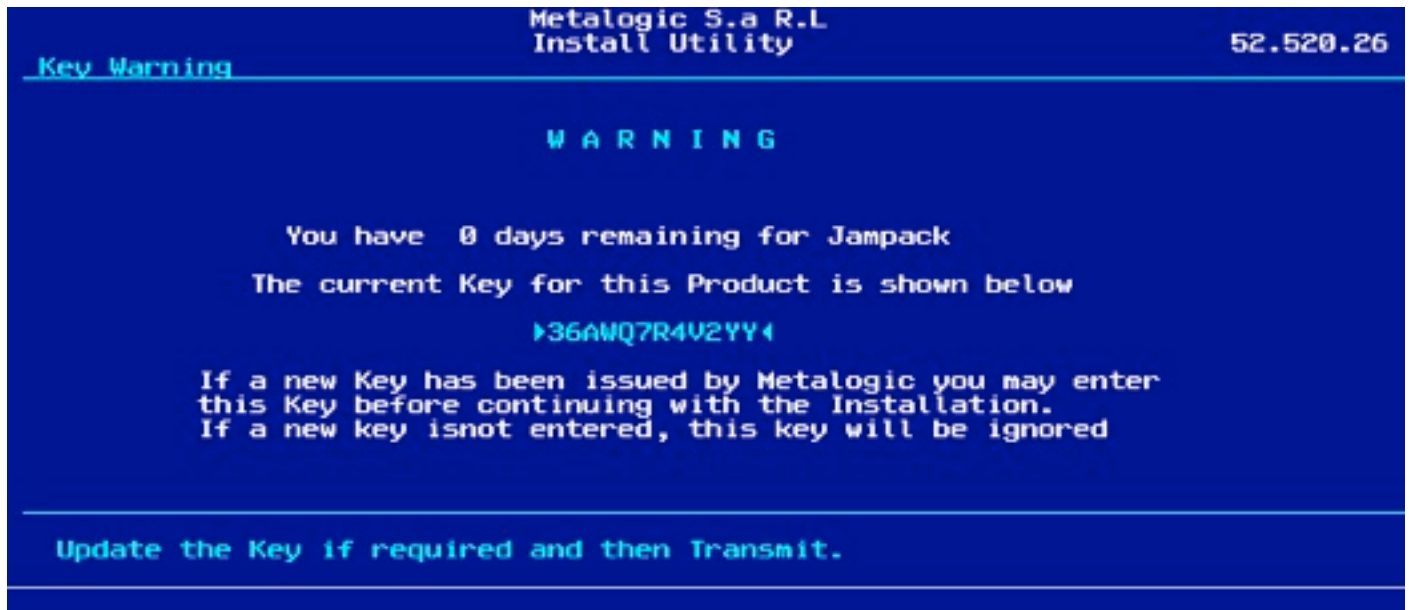 Metalogic S.a R.L
Install Utility 52.520.26
Key Warning
W A R N I N G
You have 0 days remaining for Jampack
The current Key for this Product is shown below
36AWQ7R4V2YY
If a new Key has been issued by Metalogic you may enter
this Key before continuing with the Installation.
If a new key isnot entered, this key will be ignored
Update the Key if required and then Transmit.